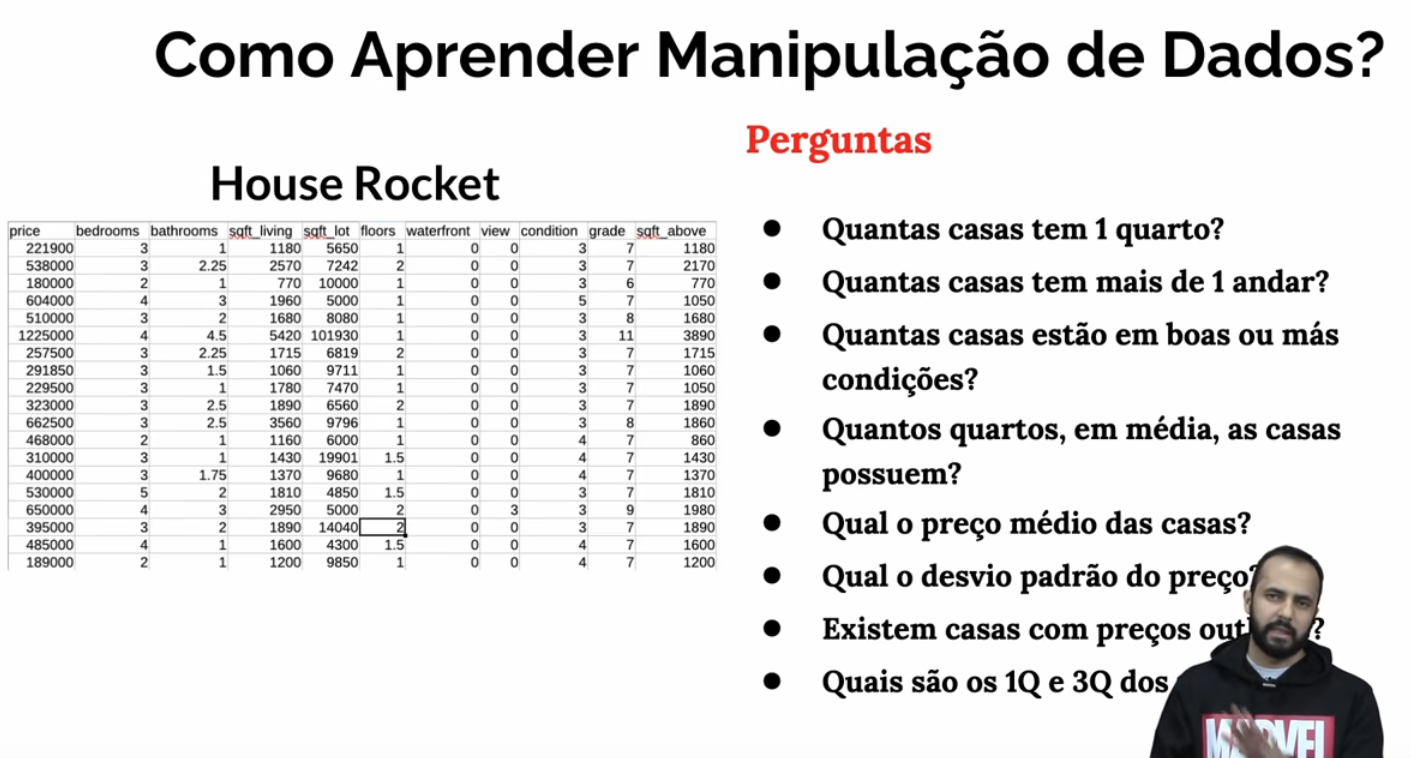 Como Aprender Manipulação de Dados?
House Rocket
price bedrooms bathrooms sqft_living sqft_lot floors waterfront view condition grade sqft_above
221900 3 1 1180 5650 1 0 0 3 7 1180
538000 3 2.25 2570 7242 2 0 0 3 7 2170
180000 2 1 770 10000 1 0 0 3 6 770
604000 4 3 1960 5000 1 0 0 5 7 1050
510000 3 2 1680 8080 1 0 0 3 8 1680
1225000 4 4.5 5420 101930 1 0 0 3 11 3890
257500 3 2.25 1715 6819 2 0 0 3 7 1715
291850 3 1.5 1060 9711 1 0 0 3 7 1060
229500 3 1 1780 7470 1 0 0 3 7 1050
323000 3 2.5 1890 6560 2 0 0 3 7 1890
662500 3 2.5 3560 9796 1 0 0 3 8 1860
468000 2 1 1160 6000 1 0 0 4 7 860
310000 3 1 1430 19901 1.5 0 0 4 7 1430
400000 3 1.75 1370 9680 1 0 0 4 7 1370
530000 5 2 1810 4850 1.5 0 0 3 7 1810
650000 4 3 2950 5000 2 0 3 3 9 1980
395000 3 2 1890 14040 2 0 0 3 7 1890
485000 4 1 1600 4300 1.5 0 0 4 7 1600
189000 2 1 1200 9850 1 0 0 4 7 1200
Perguntas
● Quantas casas tem 1 quarto?
● Quantas casas tem mais de 1 andar?
● Quantas casas estão em boas ou más
condições?
● Quantos quartos, em média, as casas
possuem?
● Qual o preço médio das casas?
● Qual o desvio padrão do preço?
● Existem casas com preços
● Quais são os 1Q e 3Q dos